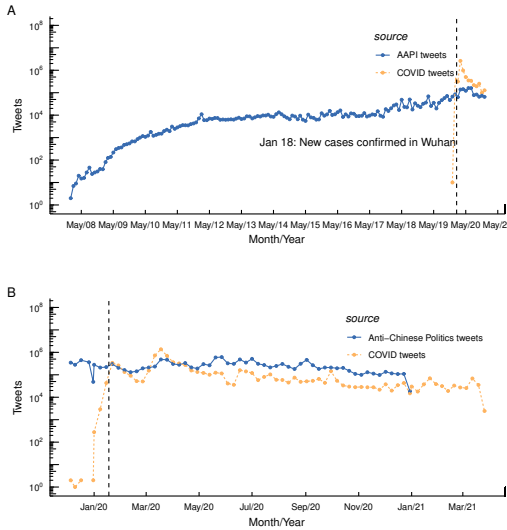 A
source
AAPI tweets
COVID tweets
Tweets
10^8
10^6
10^4
10^2
10^0
Jan 18: New cases confirmed in Wuhan
May/08 May/09 May/10 May/11 May/12 May/13 May/14 May/15 May/16 May/17 May/18 May/19 May/20 May/2
Month/Year
B
source
Anti−Chinese Politics tweets
COVID tweets
Tweets
10^8
10^6
10^4
10^2
10^0
Jan/20 Mar/20 May/20 Jul/20 Sep/20 Nov/20 Jan/21 Mar/21
Month/Year